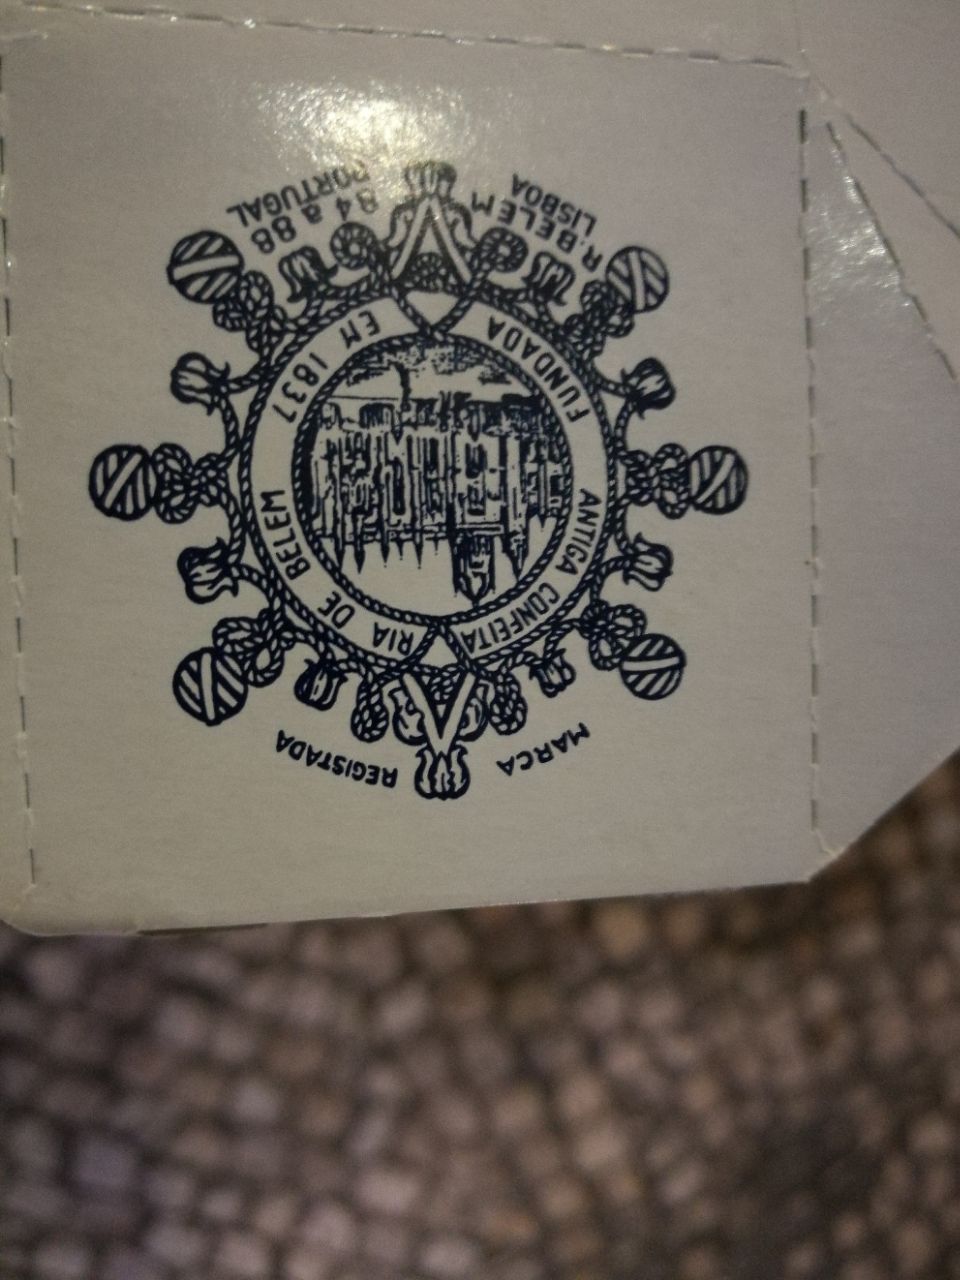 MARCA REGISTADA
ANTIGA CONFEITARIA DE BELEM
FUNDADA EM 1837
R. BELEM 84 a 88
LISBOA PORTUGAL